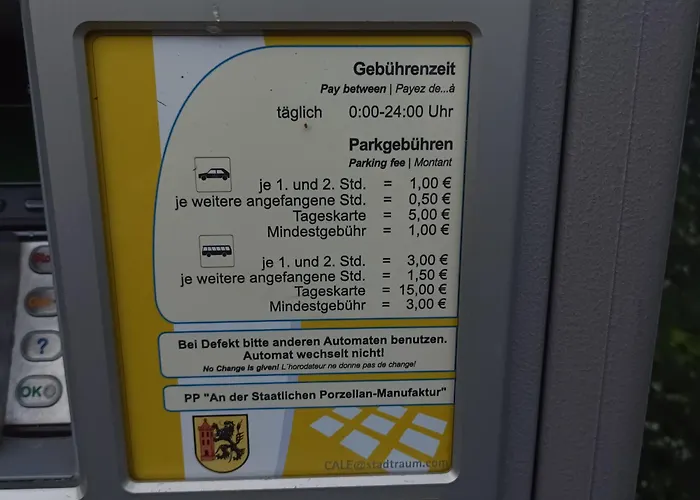 Gebührenzeit
Pay between | Payez de...à
täglich 0:00-24:00 Uhr
Parkgebühren
Parking fee | Montant
je 1. und 2. Std. = 1,00 €
je weitere angefangene Std. = 0,50 €
Tageskarte = 5,00 €
Mindestgebühr = 1,00 €
je 1. und 2. Std. = 3,00 €
je weitere angefangene Std. = 1,50 €
Tageskarte = 15,00 €
Mindestgebühr = 3,00 €
Bei Defekt bitte anderen Automaten benutzen.
Automat wechselt nicht!
No Change is given! L'horodateur ne donne pas de change!
PP "An der Staatlichen Porzellan-Manufaktur"
CALE@stadtraum.com
?
OK